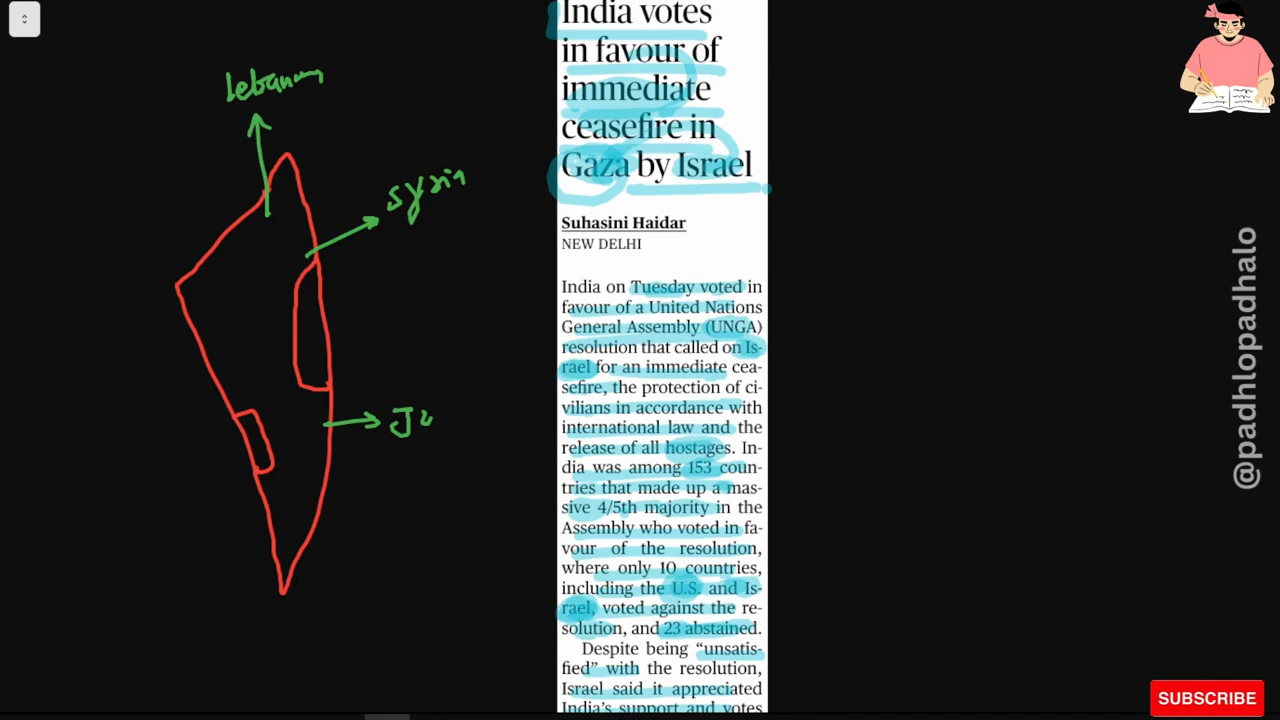 India votes
in favour of
immediate
ceasefire in
Gaza by Israel
Suhasini Haidar
NEW DELHI
India on Tuesday voted in
favour of a United Nations
General Assembly (UNGA)
resolution that called on Is-
rael for an immediate cea-
sefire, the protection of ci-
vilians in accordance with
international law and the
release of all hostages. In-
dia was among 153 coun-
tries that made up a mas-
sive 4/5th majority in the
Assembly who voted in fa-
vour of the resolution,
where only 10 countries,
including the U.S. and Is-
rael, voted against the re-
solution, and 23 abstained.
Despite being “unsatis-
fied” with the resolution,
Israel said it appreciated
India's support and votes
Syria
@padhlopadhalo
SUBSCRIBE